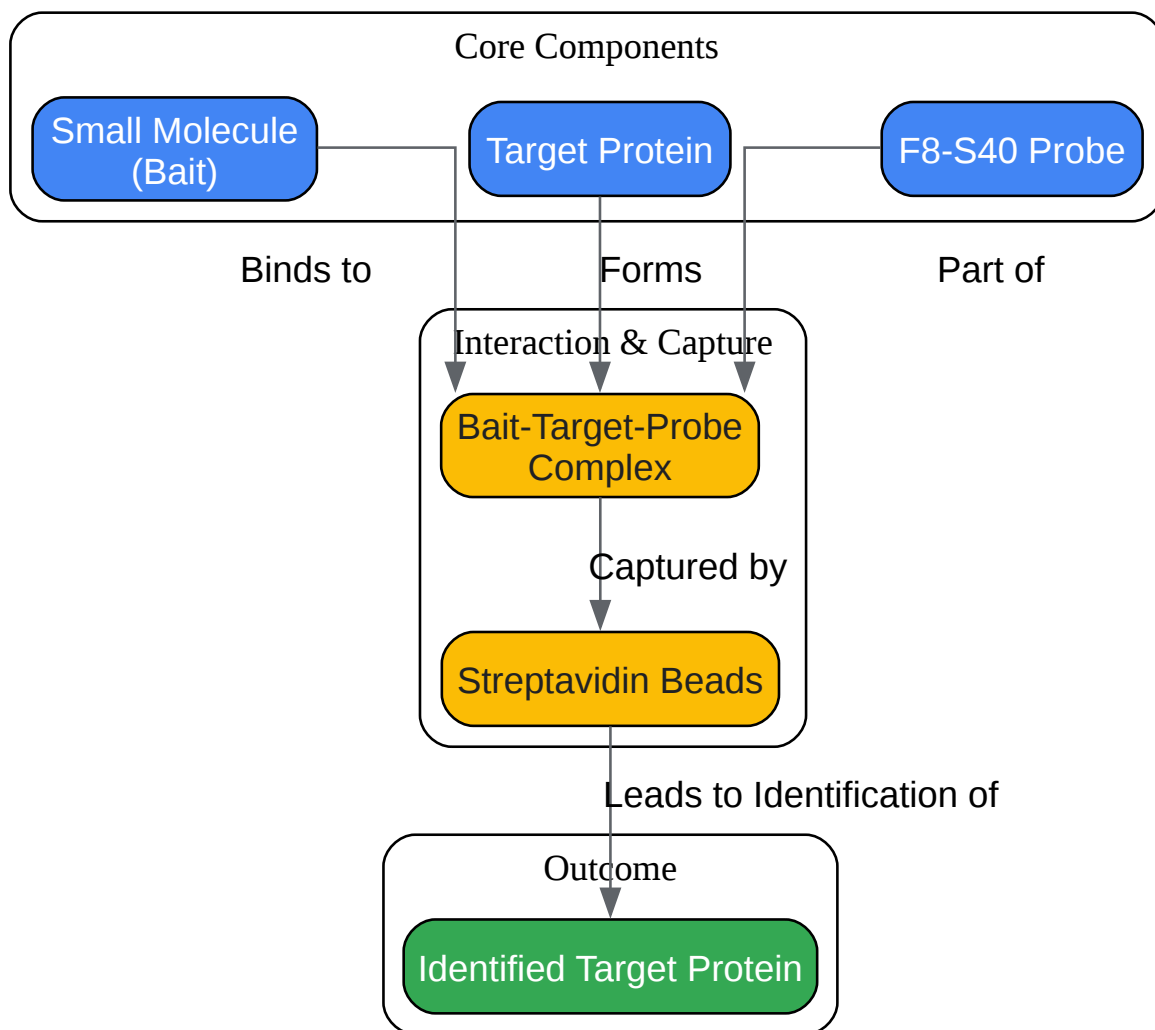 Core Components
Small Molecule
(Bait)
Target Protein
F8-S40 Probe
Binds to
Forms
Part of
Interaction & Capture
Bait-Target-Probe
Complex
Captured by
Streptavidin Beads
Leads to Identification of
Outcome
Identified Target Protein